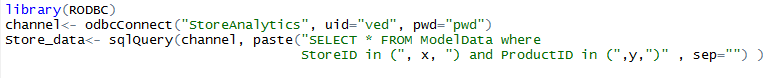 library(RODBC)
channel<- odbcConnect("StoreAnalytics", uid="ved", pwd="pwd")
Store_data<- sqlQuery(channel, paste("SELECT * FROM ModelData where
StoreID in (", x, ") and ProductID in (",y,")" , sep="") )